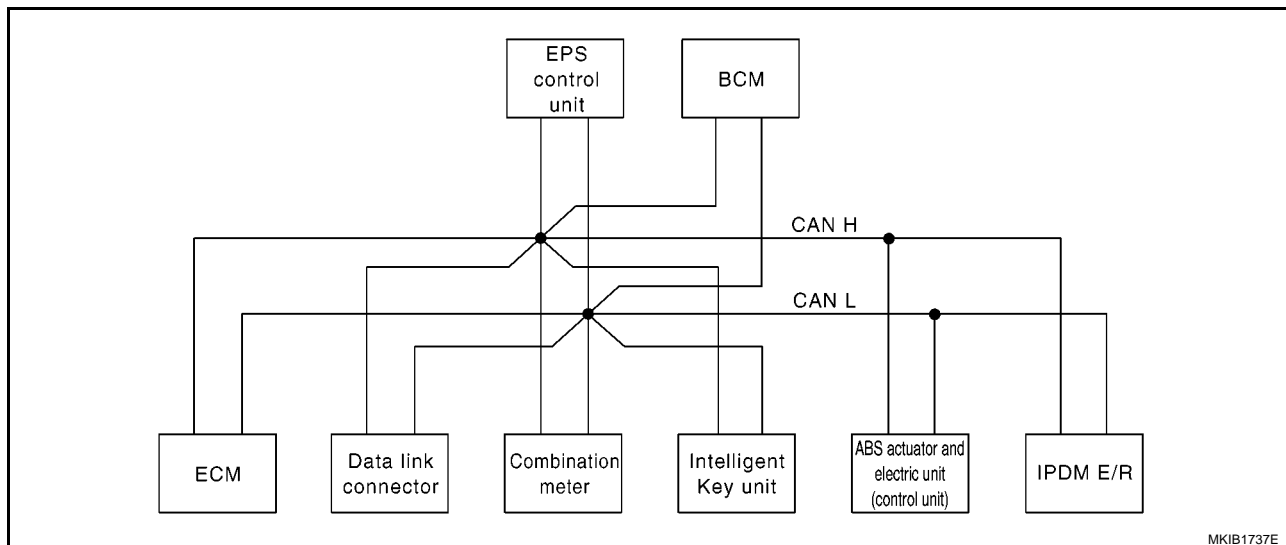 EPS
control
unit
BCM
CAN H
CAN L
ECM
Data link
connector
Combination
meter
Intelligent
Key unit
ABS actuator and
electric unit
(control unit)
IPDM E/R
MKIB1737E